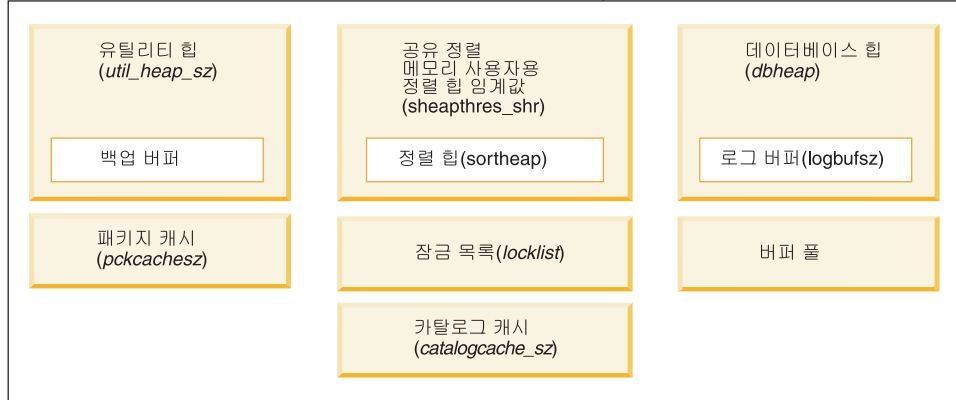 유틸리티 힙
(util_heap_sz)
백업 버퍼
공유 정렬
메모리 사용자용
정렬 힙 임계값
(sheapthres_shr)
정렬 힙(sortheap)
데이터베이스 힙
(dbheap)
로그 버퍼(logbufsz)
패키지 캐시
(pckcachesz)
잠금 목록(locklist)
버퍼 풀
카탈로그 캐시
(catalogcache_sz)